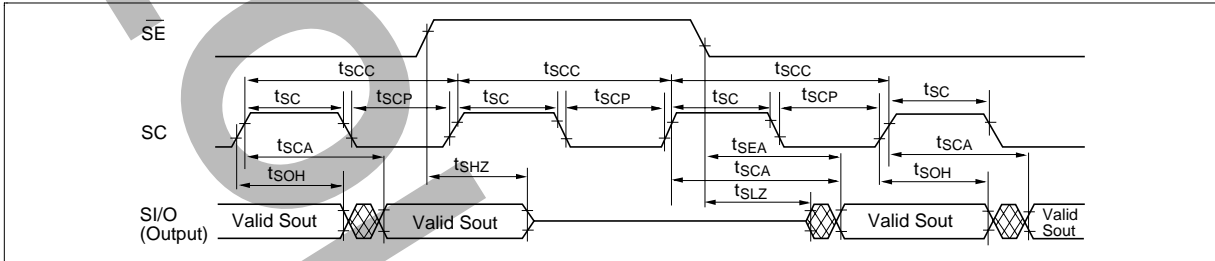 SE
tSCC tSCC tSCC
tSC tSCP tSC tSCP tSC tSCP tSC
SC
tSCA tSEA tSCA
tSOH tSHZ tSCA tSOH
tSLZ
SI/O
(Output)
Valid Sout Valid Sout Valid Sout Valid
Sout